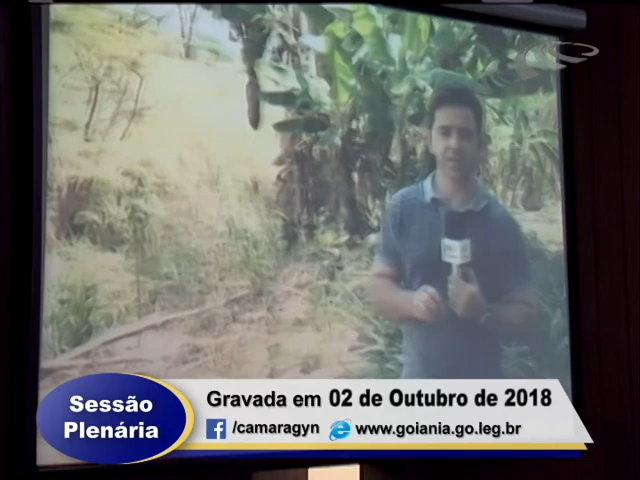 Sessão
Plenária
Gravada em 02 de Outubro de 2018
/camaragyn www.goiania.go.leg.br